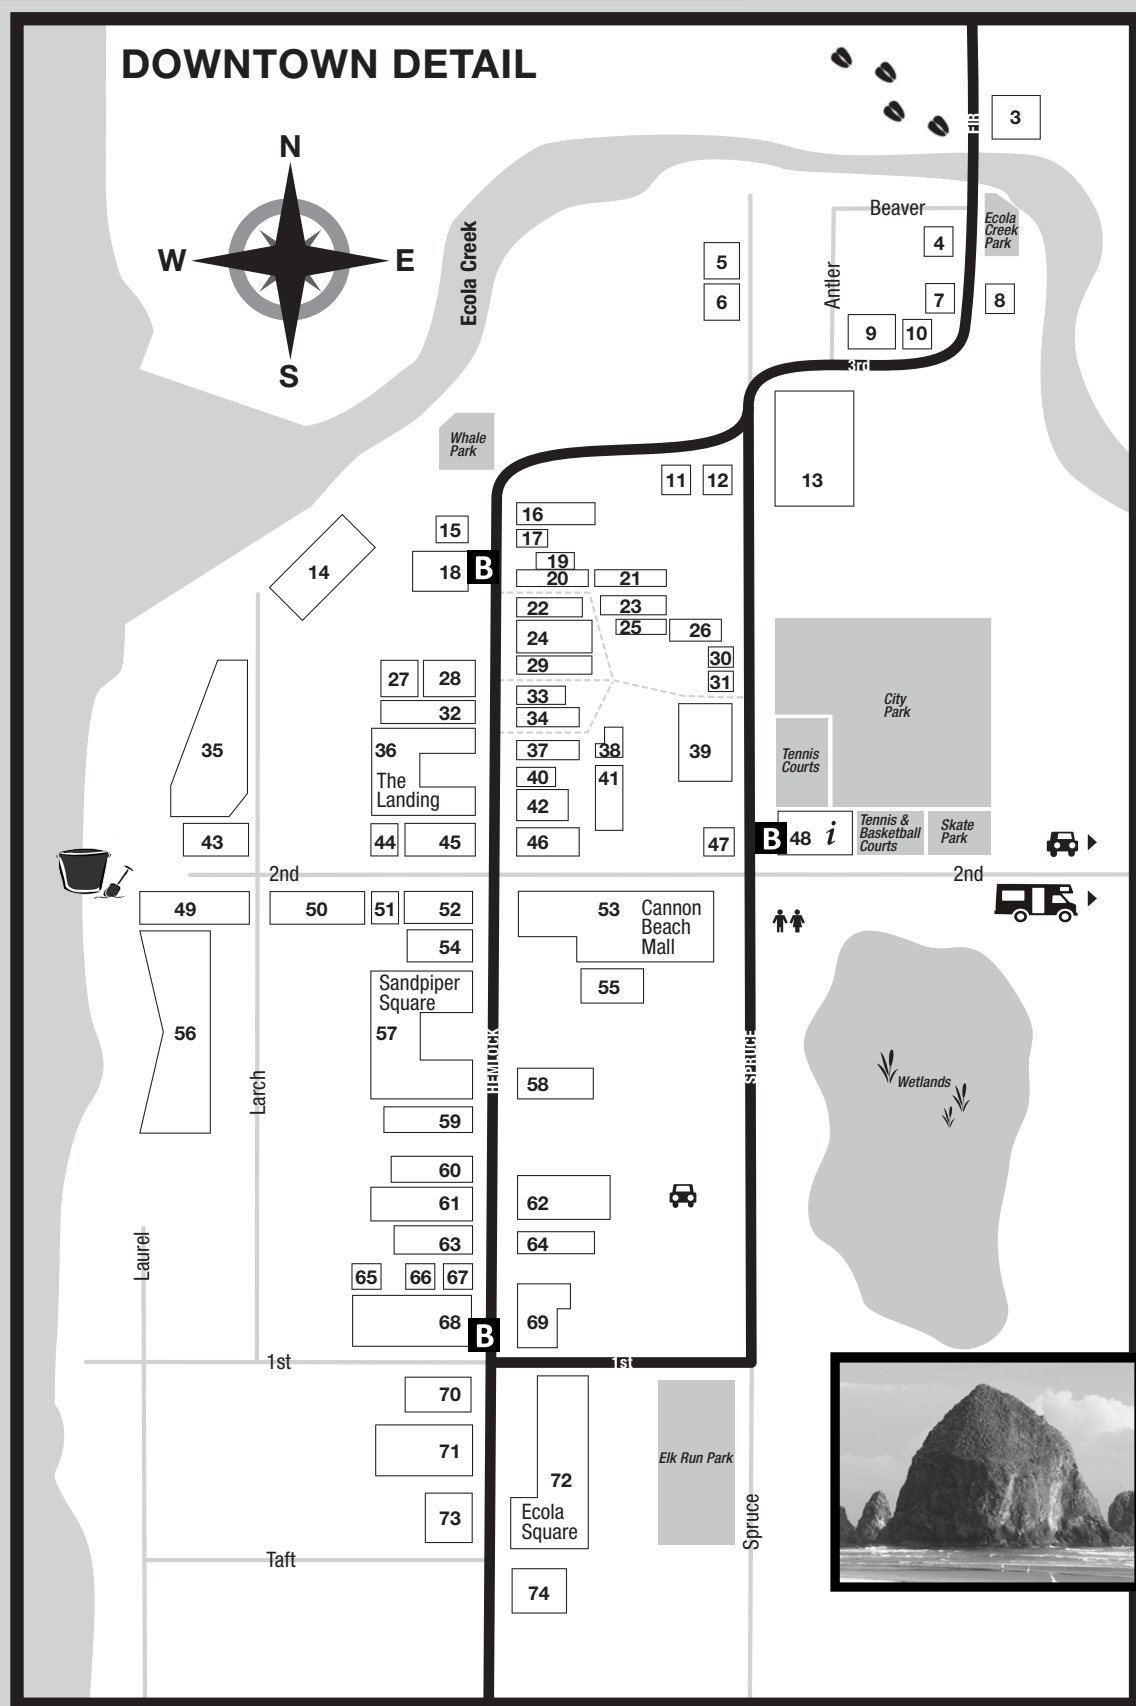 DOWNTOWN DETAIL
N
W
E
S
FIR
3
Beaver
Ecola
Creek
Park
Ecola Creek
4
5
6
Antler
7
8
9
10
3rd
Whale
Park
11
12
13
14
15
16
17
18
B
19
20
21
22
23
24
25
26
27
28
29
30
31
32
33
34
35
36
The
Landing
37
38
39
40
41
42
43
44
45
46
47
B
48
i
City
Park
Tennis
Courts
Tennis &
Basketball
Courts
Skate
Park
2nd
2nd
49
50
51
52
53
Cannon
Beach
Mall
54
55
Sandpiper
Square
56
57
HEMLOCK
SPRUCE
Larch
58
Wetlands
59
60
61
62
63
64
Laurel
65
66
67
68
B
69
1st
1st
70
71
72
Ecola
Square
Elk Run Park
Spruce
73
Taft
74